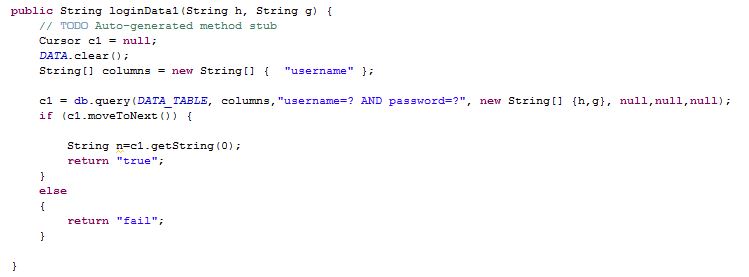 public String loginData1(String h, String g) {
// TODO Auto-generated method stub
Cursor c1 = null;
DATA.clear();
String[] columns = new String[] {  "username" };
c1 = db.query(DATA_TABLE, columns,"username=? AND password=?", new String[] {h,g}, null,null,null);
if (c1.moveToNext()) {
String n=c1.getString(0);
return "true";
}
else
{
return "fail";
}
}